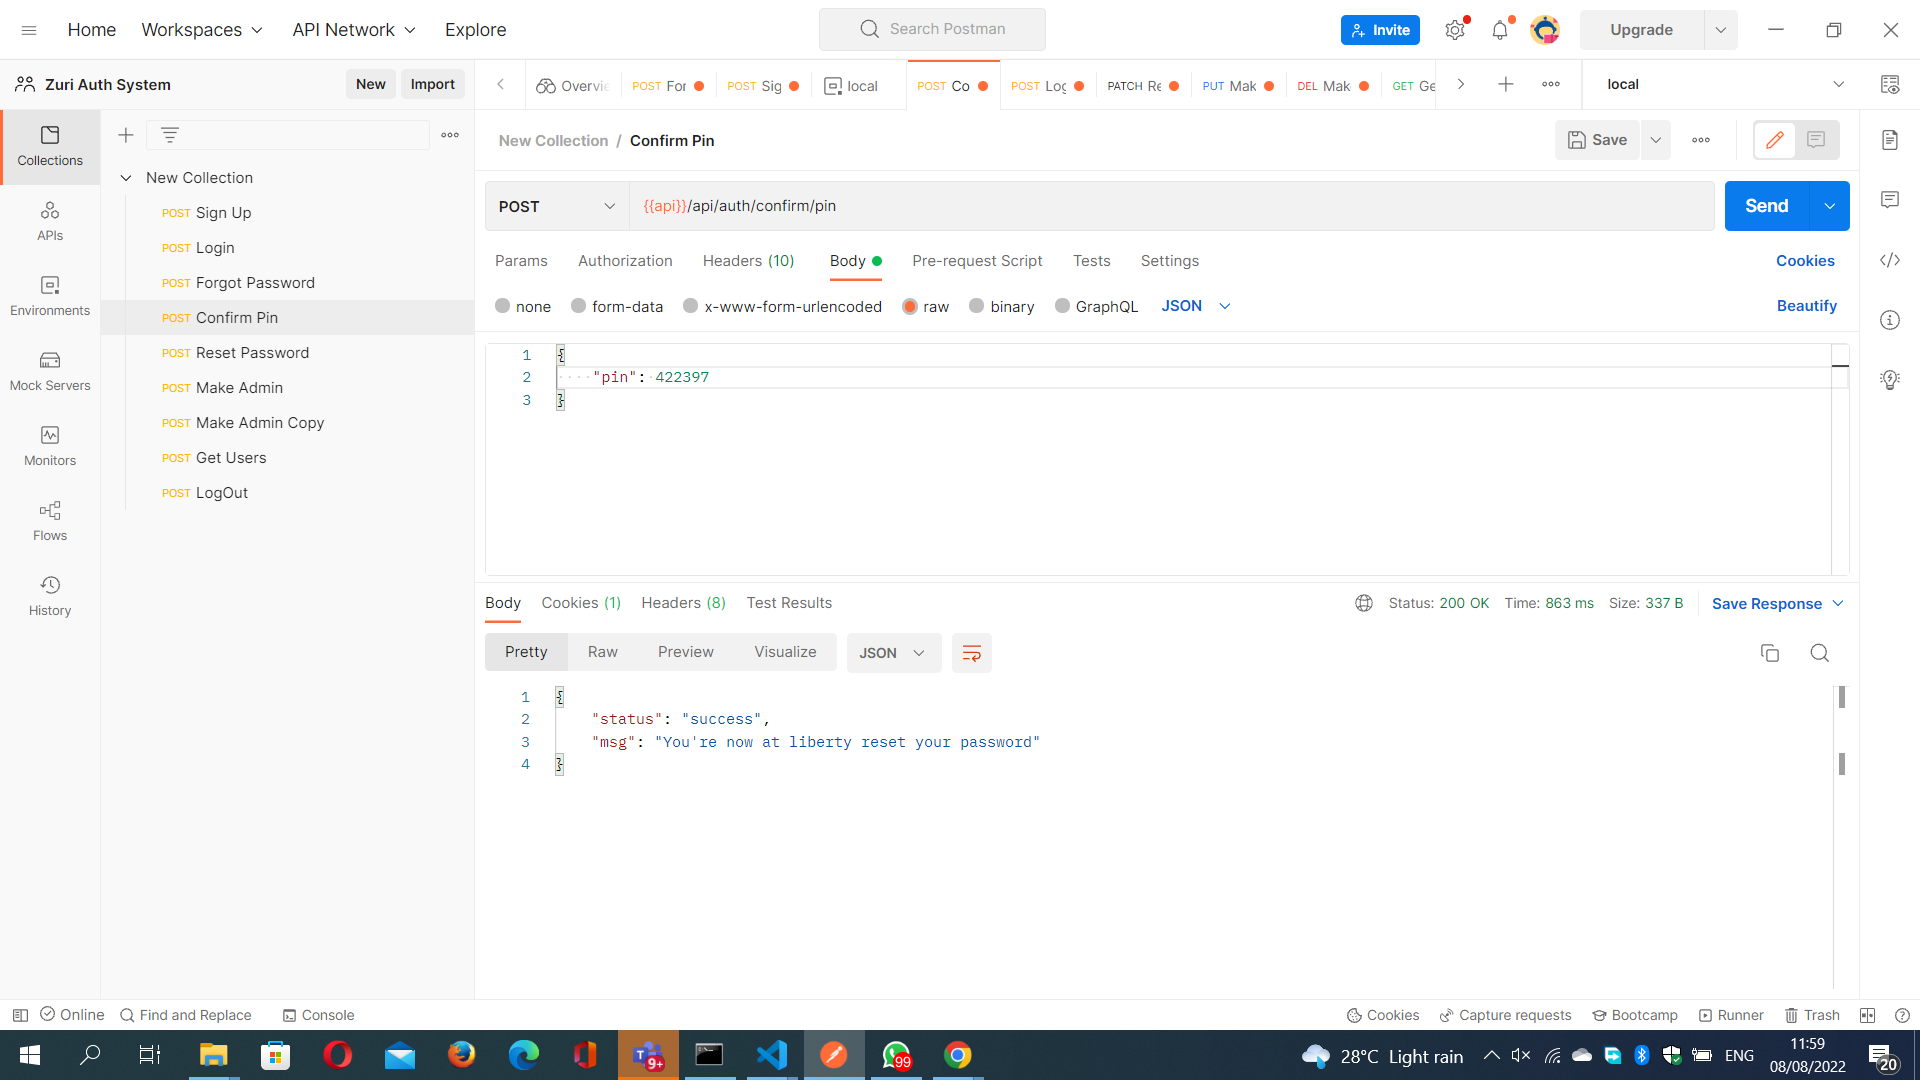 Home Workspaces API Network Explore Search Postman Invite Upgrade
Zuri Auth System New Import Overvie POST For POST Sig local POST Co POST Log PATCH Re PUT Mak DEL Mak GET Ge local
Collections
APIs
Environments
Mock Servers
Monitors
Flows
History
New Collection
POST Sign Up
POST Login
POST Forgot Password
POST Confirm Pin
POST Reset Password
POST Make Admin
POST Make Admin Copy
POST Get Users
POST LogOut
New Collection / Confirm Pin Save
POST {{api}}/api/auth/confirm/pin Send
Params Authorization Headers (10) Body Pre-request Script Tests Settings Cookies
none form-data x-www-form-urlencoded raw binary GraphQL JSON Beautify
1 {
2 "pin": 422397
3 }
Body Cookies (1) Headers (8) Test Results Status: 200 OK Time: 863 ms Size: 337 B Save Response
Pretty Raw Preview Visualize JSON
1 {
2 "status": "success",
3 "msg": "You're now at liberty reset your password"
4 }
Online Find and Replace Console Cookies Capture requests Bootcamp Runner Trash
9+ 99 28°C Light rain ENG 11:59
08/08/2022 20